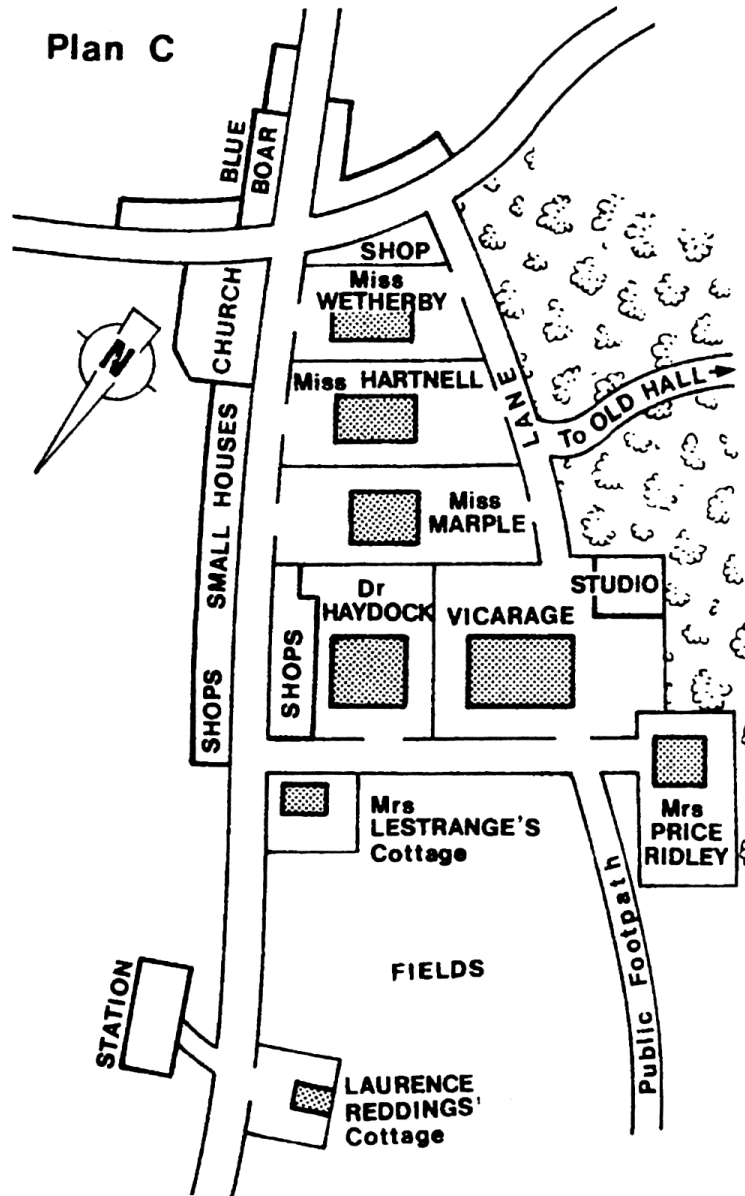 Plan C
BLUE
BOAR
SHOP
Miss
WETHERBY
CHURCH
N
Miss HARTNELL
LANE
To OLD HALL
SMALL HOUSES
Miss
MARPLE
STUDIO
Dr
HAYDOCK
VICARAGE
SHOPS
SHOPS
Mrs
LESTRANGE'S
Cottage
Mrs
PRICE
RIDLEY
Public Footpath
FIELDS
STATION
LAURENCE
REDDINGS'
Cottage